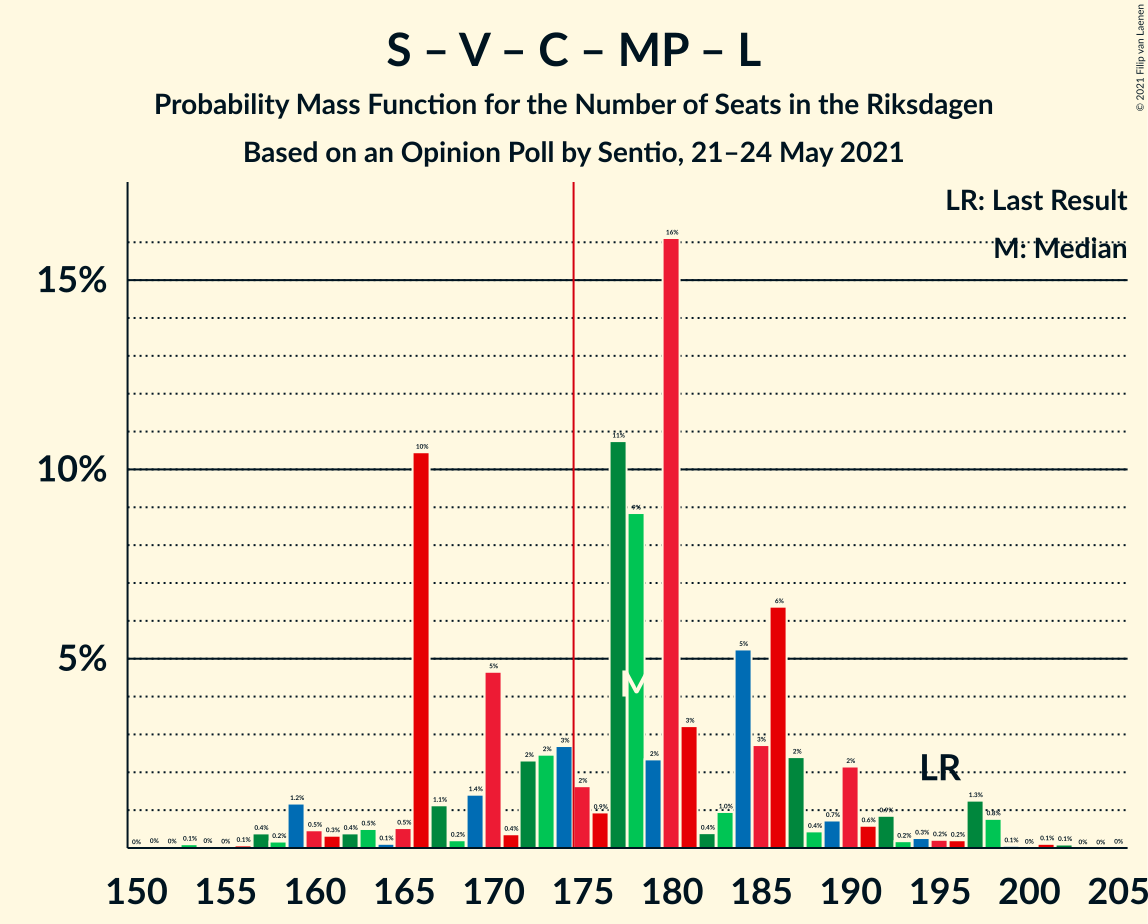 S – V – C – MP – L
Probability Mass Function for the Number of Seats in the Riksdagen
Based on an Opinion Poll by Sentio, 21–24 May 2021
© 2021 Filip van Laenen
LR: Last Result
M: Median
15%
10%
5%
0% 0% 0% 0.1% 0% 0% 0.1% 0.4% 0.2% 1.2% 0.5% 0.3% 0.4% 0.5% 0.1% 0.5% 10% 1.1% 0.2% 1.4% 5% 0.4% 2% 2% 3% 2% 0.9% 11% 9% 2% 16% 3% 0.4% 1.0% 5% 3% 6% 2% 0.4% 0.7% 2% 0.6% 0.9% 0.2% 0.3% 0.2% 0.2% 1.3% 0.8% 0.1% 0% 0.1% 0.1% 0% 0% 0%
M
LR
150 155 160 165 170 175 180 185 190 195 200 205